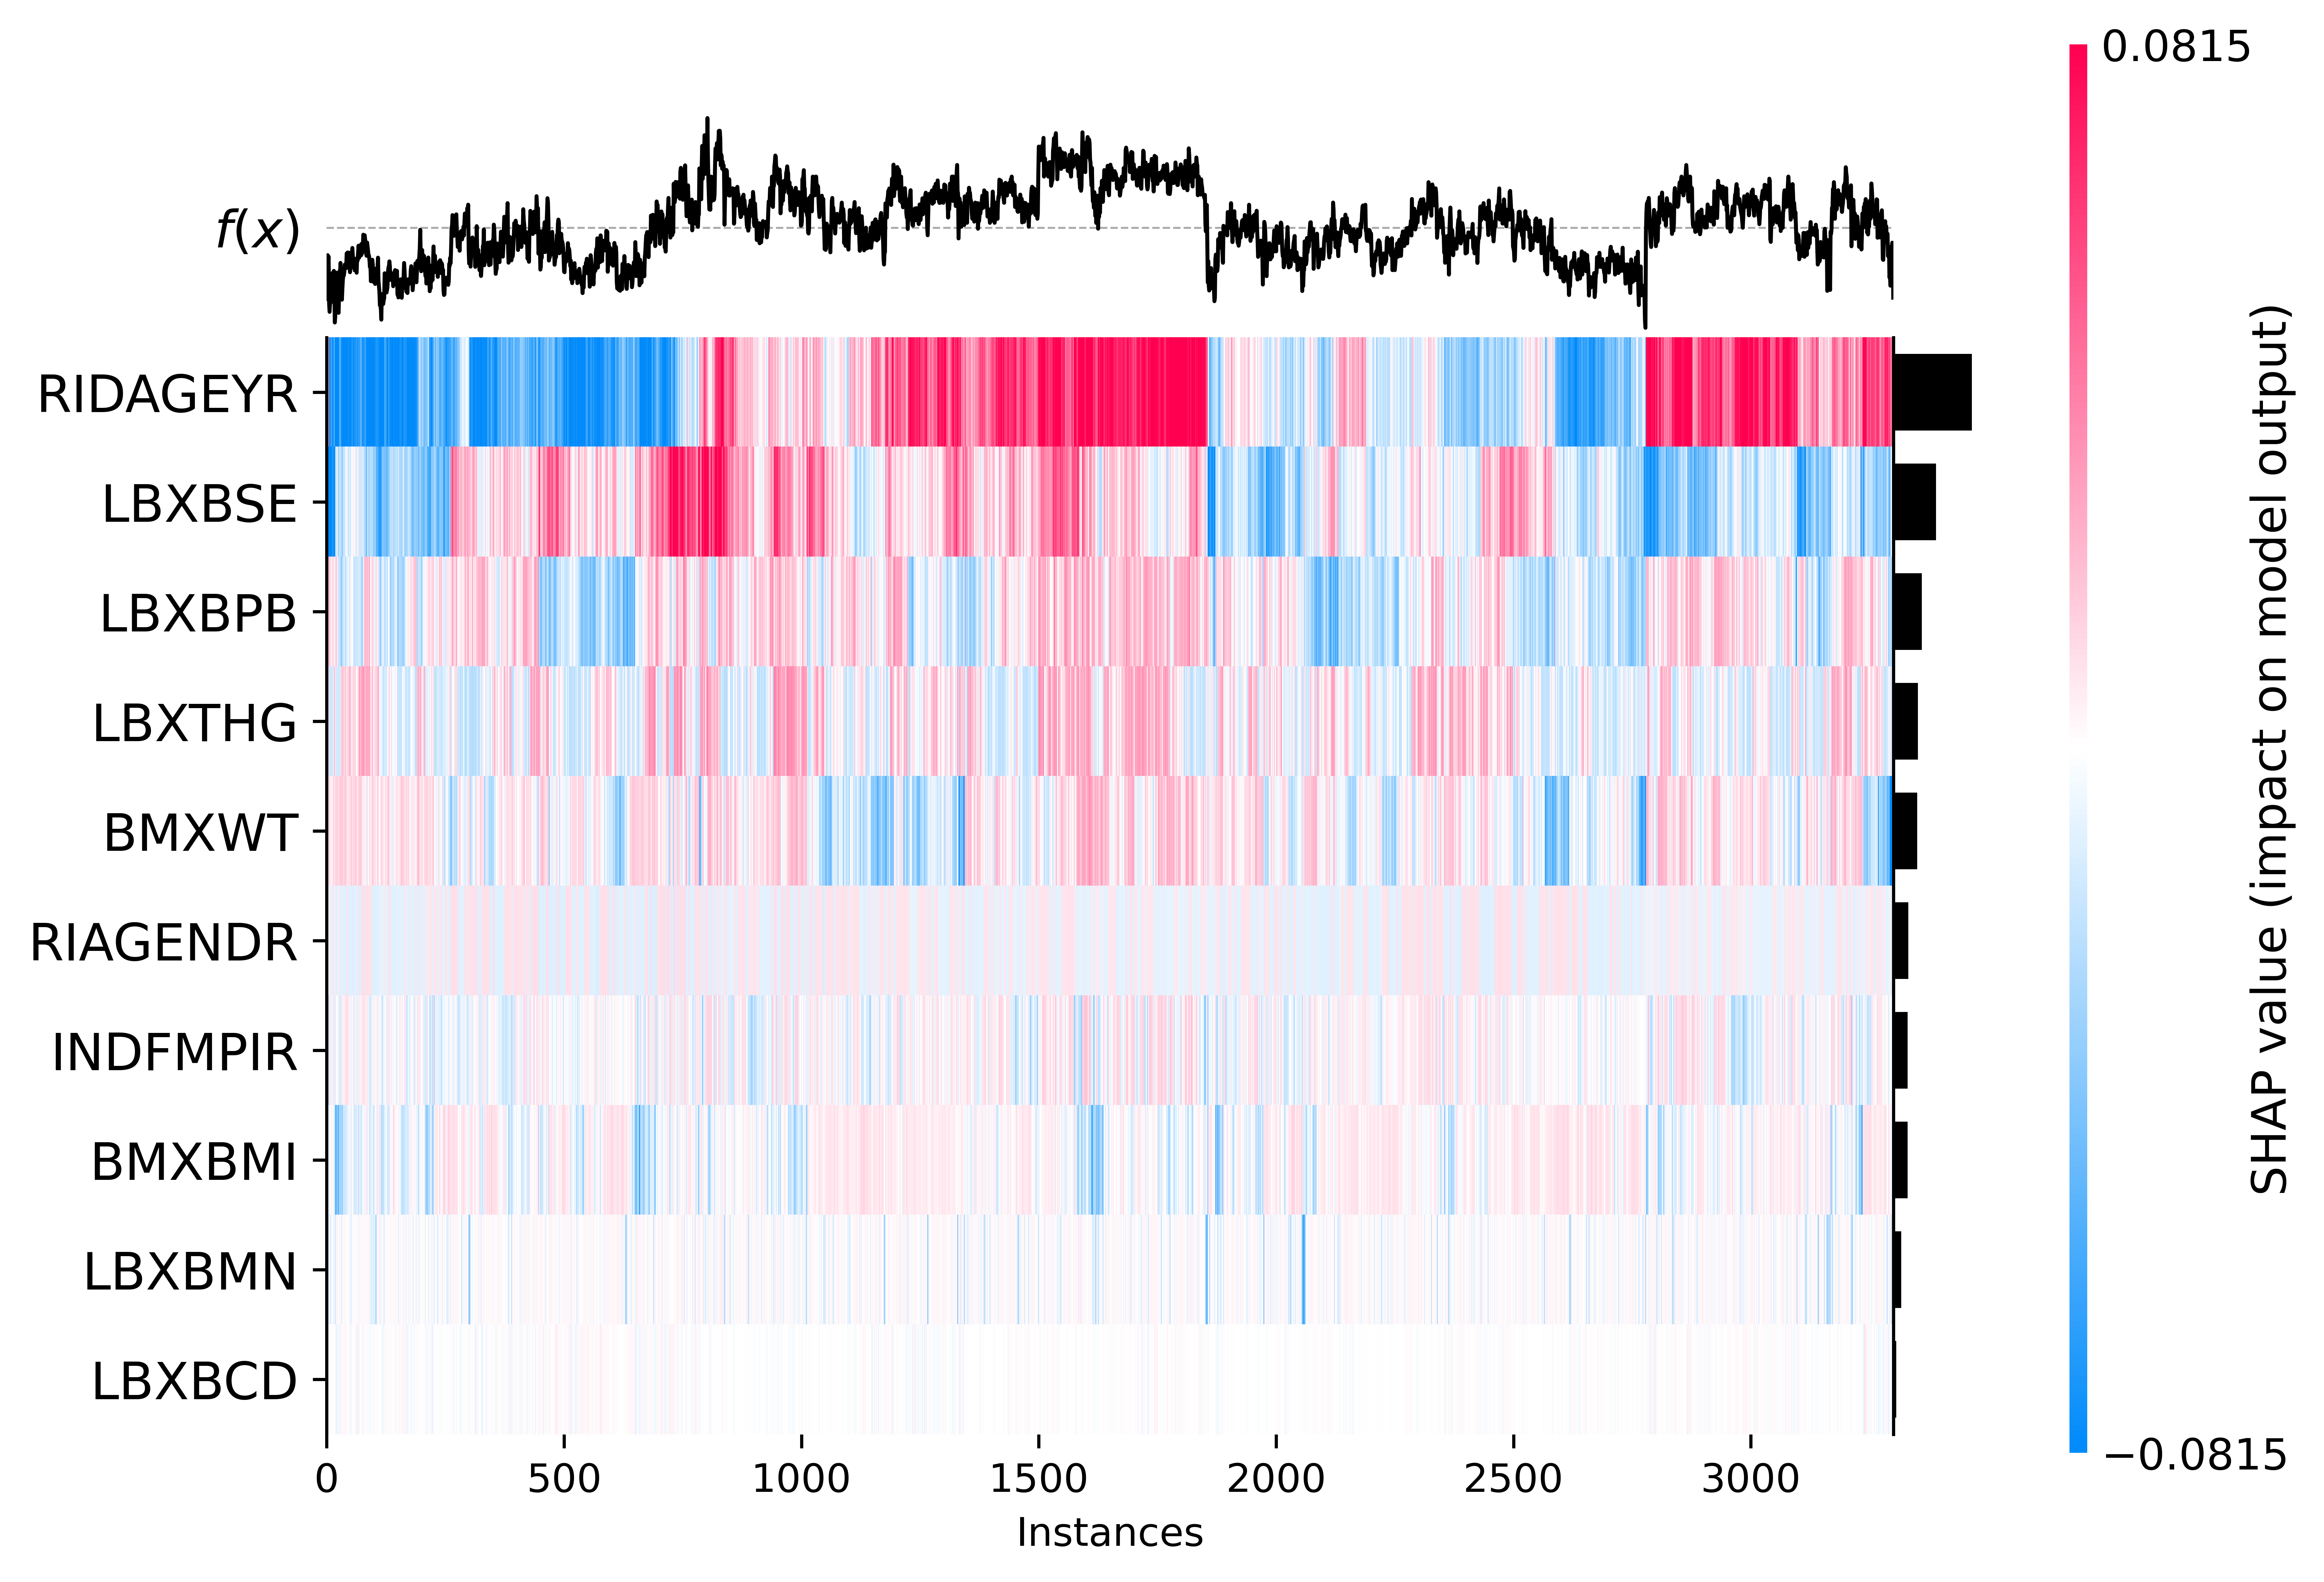 0.0815
f(x)
RIDAGEYR
LBXBSE
LBXBPB
LBXTHG
BMXWT
RIAGENDR
INDFMPIR
BMXBMI
LBXBMN
LBXBCD
SHAP value (impact on model output)
−0.0815
0 500 1000 1500 2000 2500 3000
Instances